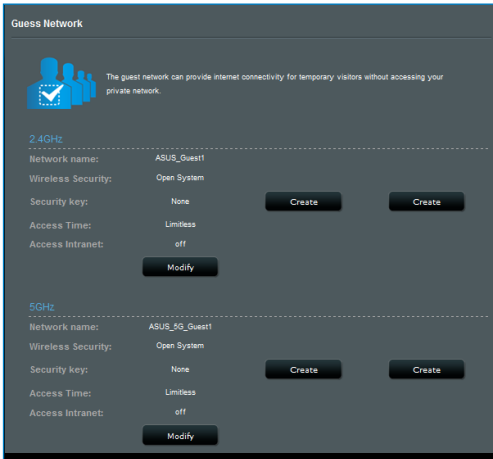 Guess Network
The guest network can provide internet connectivity for temporary visitors without accessing your
private network.
2.4GHz
Network name: ASUS_Guest1
Wireless Security: Open System
Security key: None Create Create
Access Time: Limitless
Access Intranet: off
Modify
5GHz
Network name: ASUS_5G_Guest1
Wireless Security: Open System
Security key: None Create Create
Access Time: Limitless
Access Intranet: off
Modify